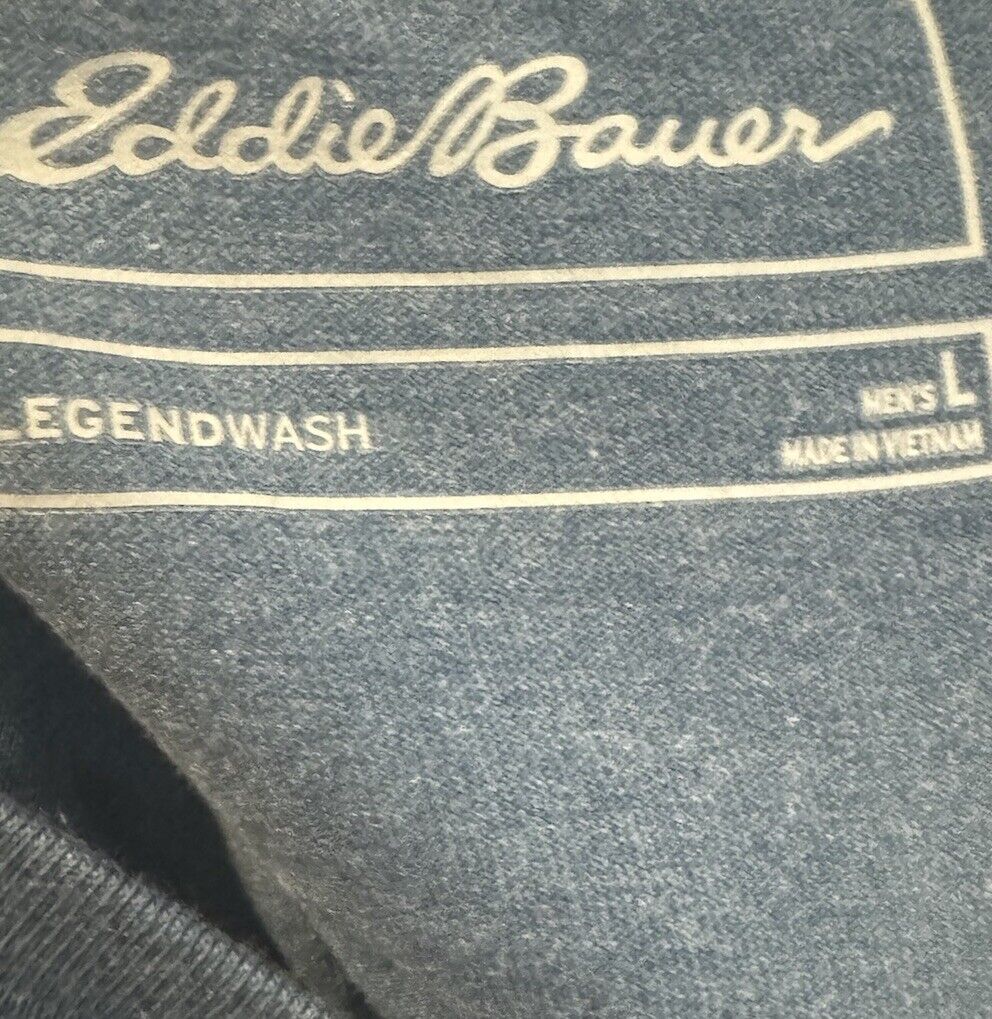 Eddie Bauer
LEGENDWASH
MEN'S L
MADE IN VIETNAM